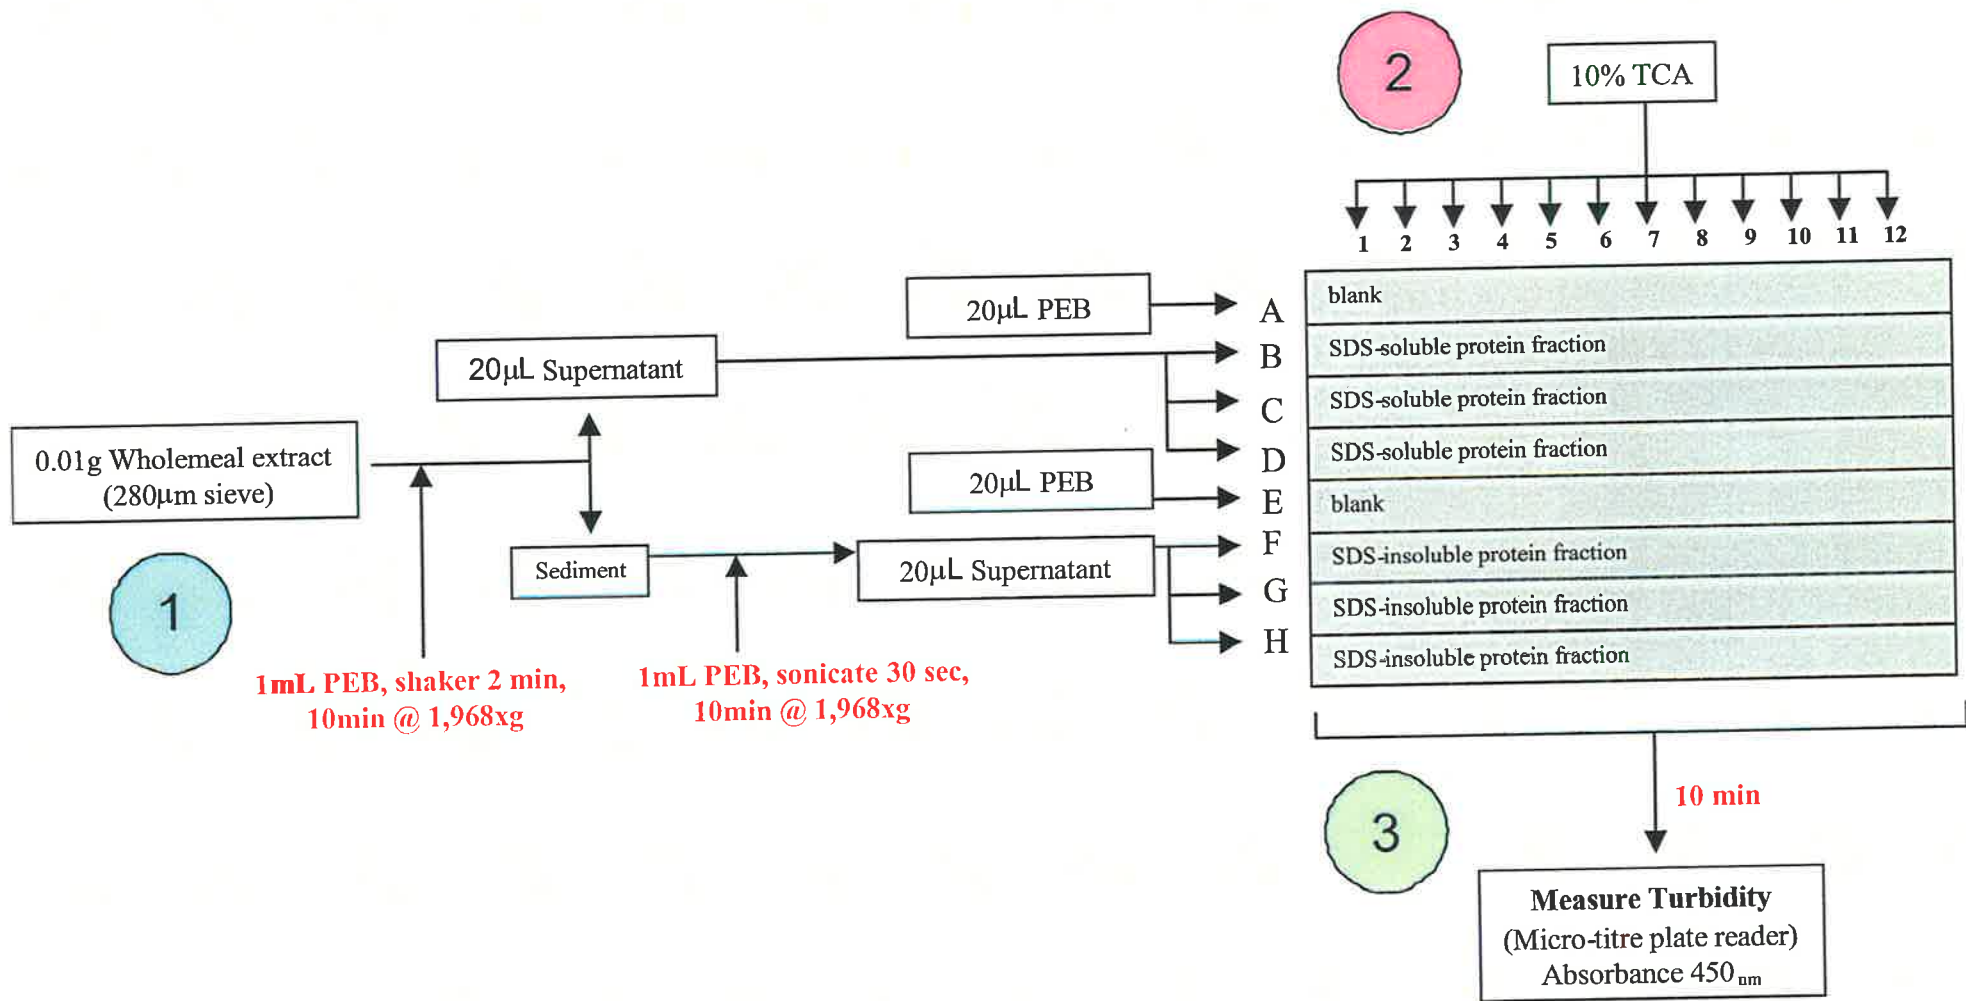 2
10% TCA
1 2 3 4 5 6 7 8 9 10 11 12
20µL PEB
A
blank
20µL Supernatant
B
SDS-soluble protein fraction
C
SDS-soluble protein fraction
D
SDS-soluble protein fraction
0.01g Wholemeal extract
(280µm sieve)
20µL PEB
E
blank
Sediment
20µL Supernatant
F
SDS-insoluble protein fraction
G
SDS-insoluble protein fraction
H
SDS-insoluble protein fraction
1
1mL PEB, shaker 2 min,
10min @ 1,968xg
1mL PEB, sonicate 30 sec,
10min @ 1,968xg
10 min
3
Measure Turbidity
(Micro-titre plate reader)
Absorbance 450 nm